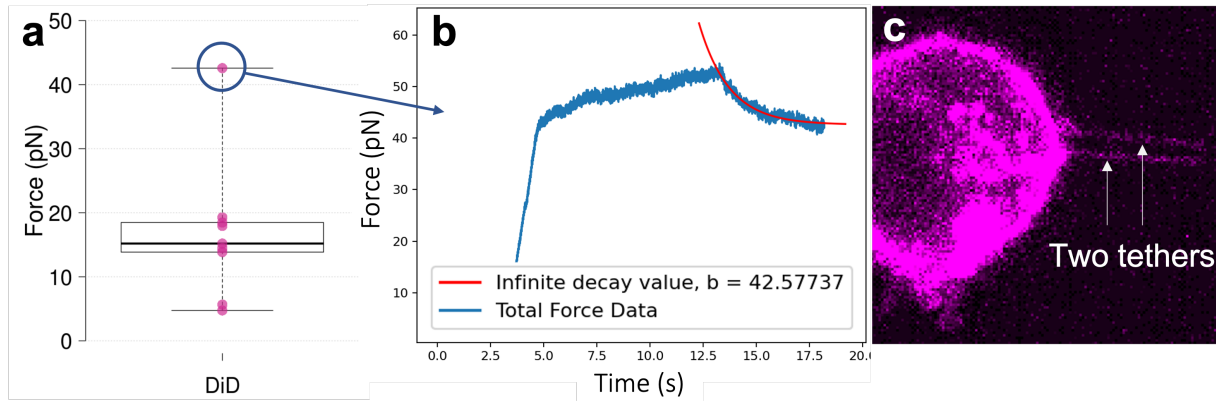 a
50
40
30
20
10
0
Force (pN)
DiD
b
60
50
40
30
20
10
Force (pN)
Infinite decay value, b = 42.57737
Total Force Data
0.0 2.5 5.0 7.5 10.0 12.5 15.0 17.5 20.
Time (s)
c
Two tethers